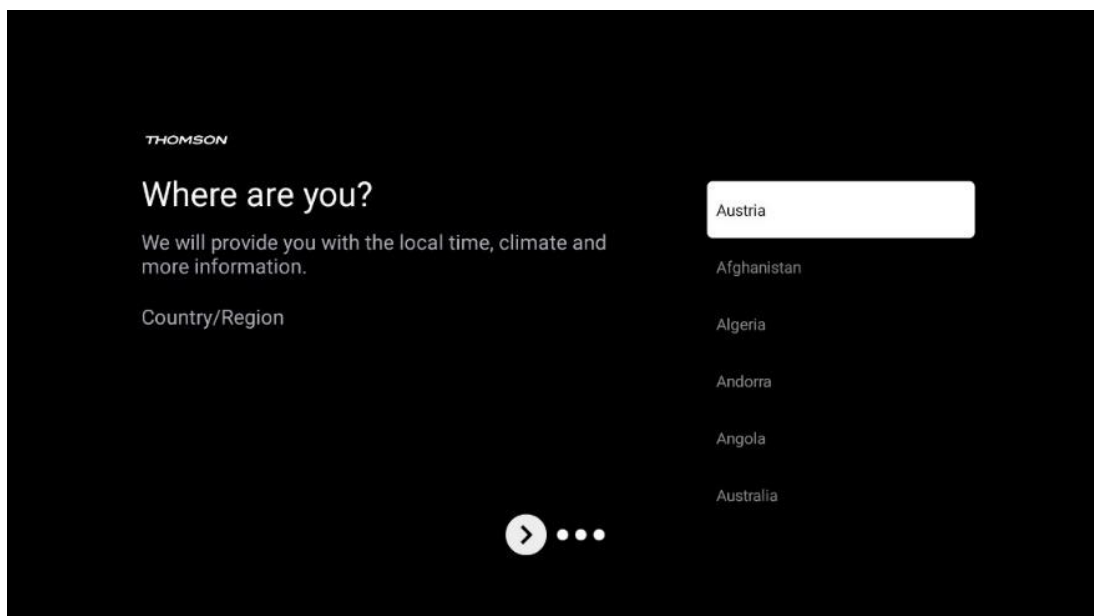 THOMSON
Where are you?
We will provide you with the local time, climate and
more information.
Country/Region
Austria
Afghanistan
Algeria
Andorra
Angola
Australia